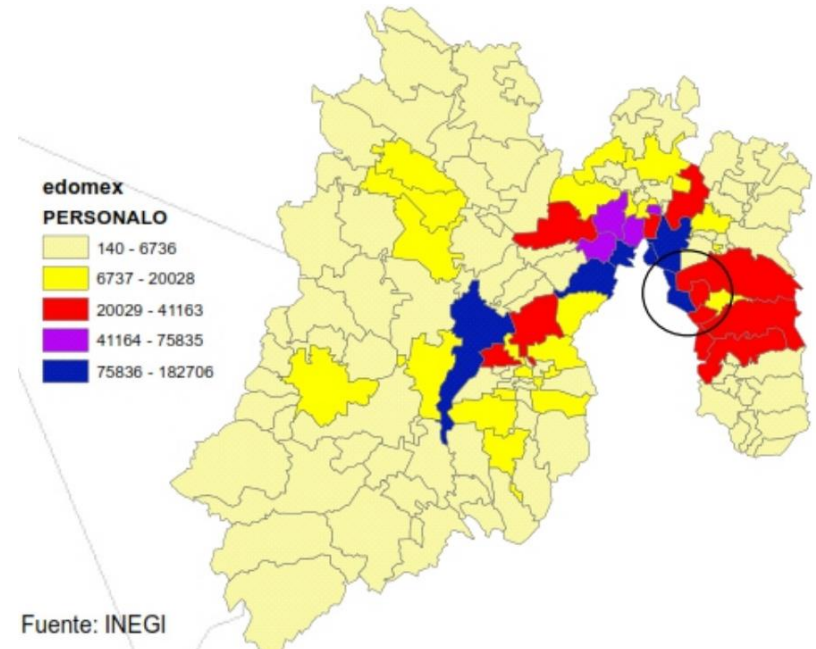 edomex
PERSONALO
140 - 6736
6737 - 20028
20029 - 41163
41164 - 75835
75836 - 182706
Fuente: INEGI